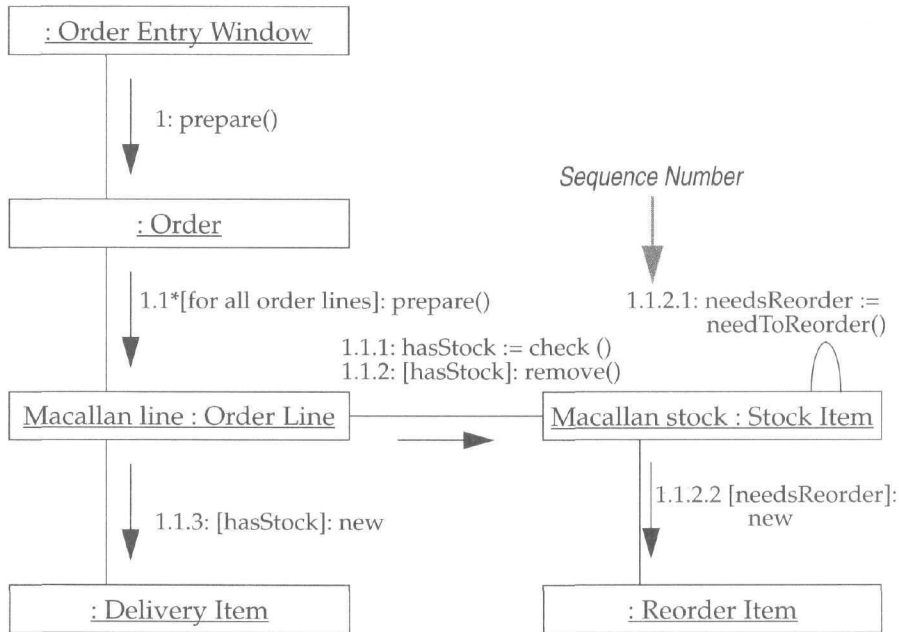 : Order Entry Window
1: prepare()
Sequence Number
: Order
1.1*[for all order lines]: prepare()
1.1.2.1: needsReorder :=
needToReorder()
1.1.1: hasStock := check ()
1.1.2: [hasStock]: remove()
Macallan line : Order Line
Macallan stock : Stock Item
1.1.3: [hasStock]: new
1.1.2.2 [needsReorder]:
new
: Delivery Item
: Reorder Item